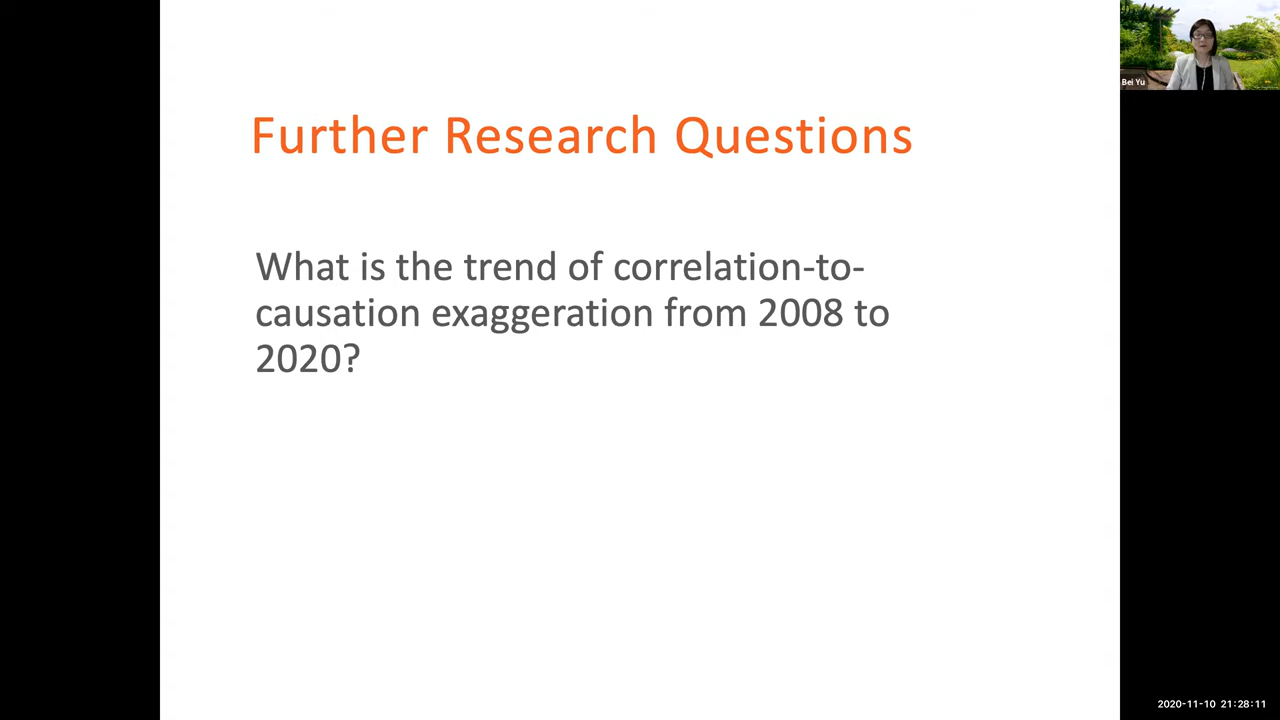 Further Research Questions
What is the trend of correlation-to-
causation exaggeration from 2008 to
2020?
Bei Yu
2020-11-10 21:28:11